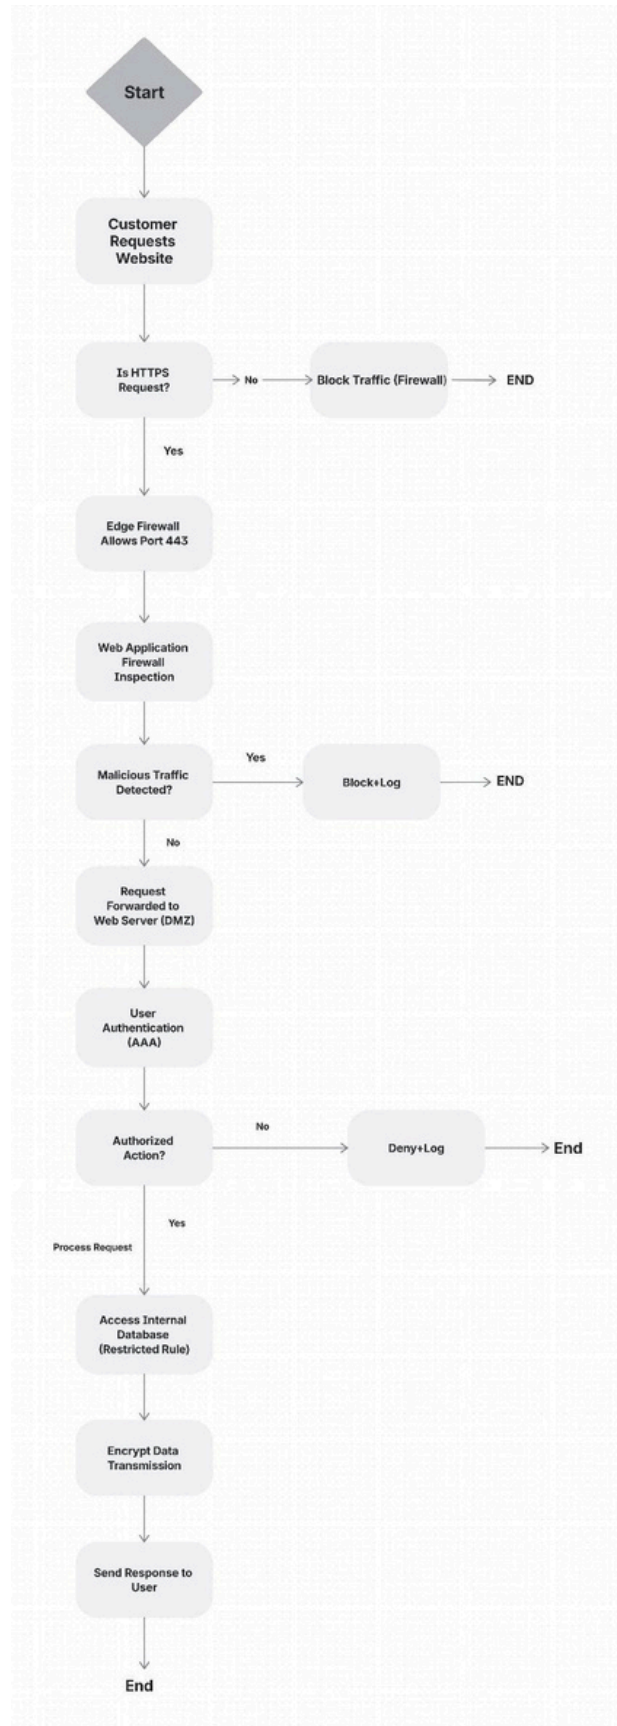 Start
Customer
Requests
Website
Is HTTPS
Request?
No
Block Traffic (Firewall)
END
Yes
Edge Firewall
Allows Port 443
Web Application
Firewall
Inspection
Malicious Traffic
Detected?
Yes
Block+Log
END
No
Request
Forwarded to
Web Server (DMZ)
User
Authentication
(AAA)
Authorized
Action?
No
Deny+Log
End
Yes
Process Request
Access Internal
Database
(Restricted Rule)
Encrypt Data
Transmission
Send Response to
User
End